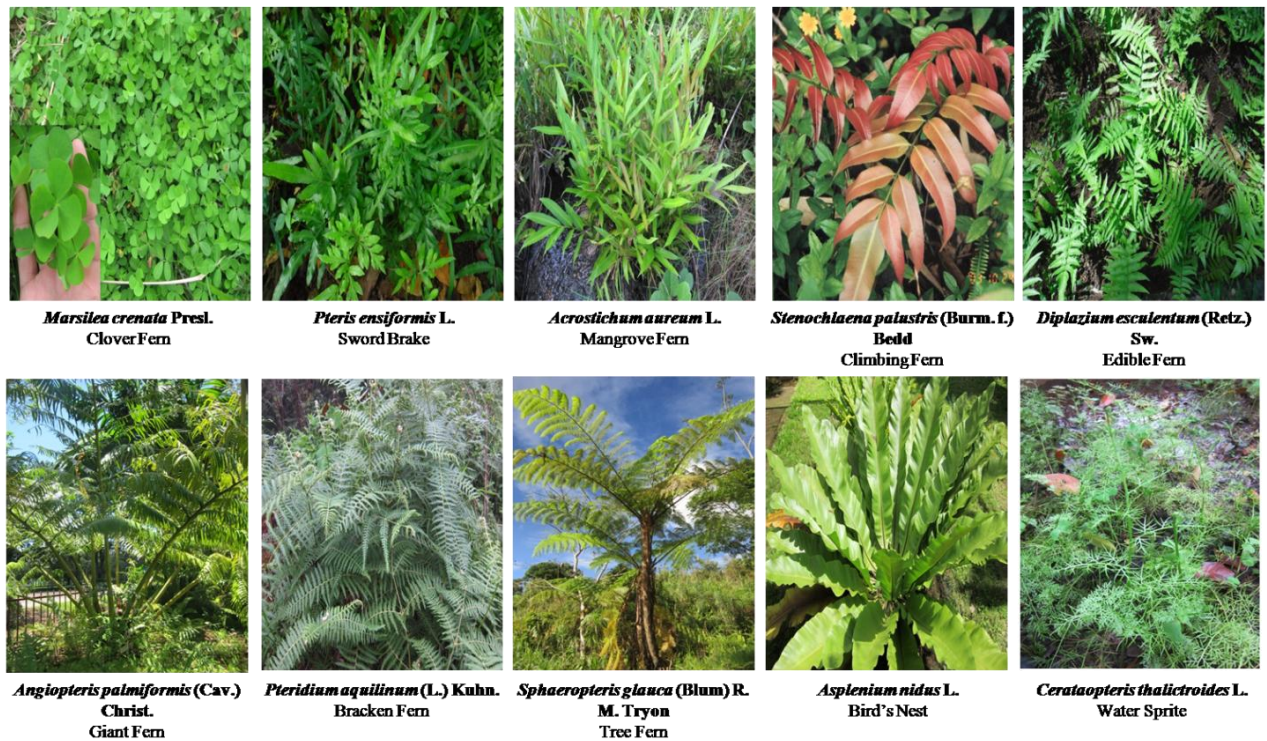 Marsilea crenata Presl.
Clover Fern
Pteris ensiformis L.
Sword Brake
Acrostichum aureum L.
Mangrove Fern
Stenochlaena palustris (Burm. f.)
Bedd
Climbing Fern
Diplazium esculentum (Retz.)
Sw.
Edible Fern
Angiopteris palmiformis (Cav.)
Christ.
Giant Fern
Pteridium aquilinum (L.) Kuhn.
Bracken Fern
Sphaeropteris glauca (Blum) R.
M. Tryon
Tree Fern
Asplenium nidus L.
Bird's Nest
Cerataopteris thalictroides L.
Water Sprite